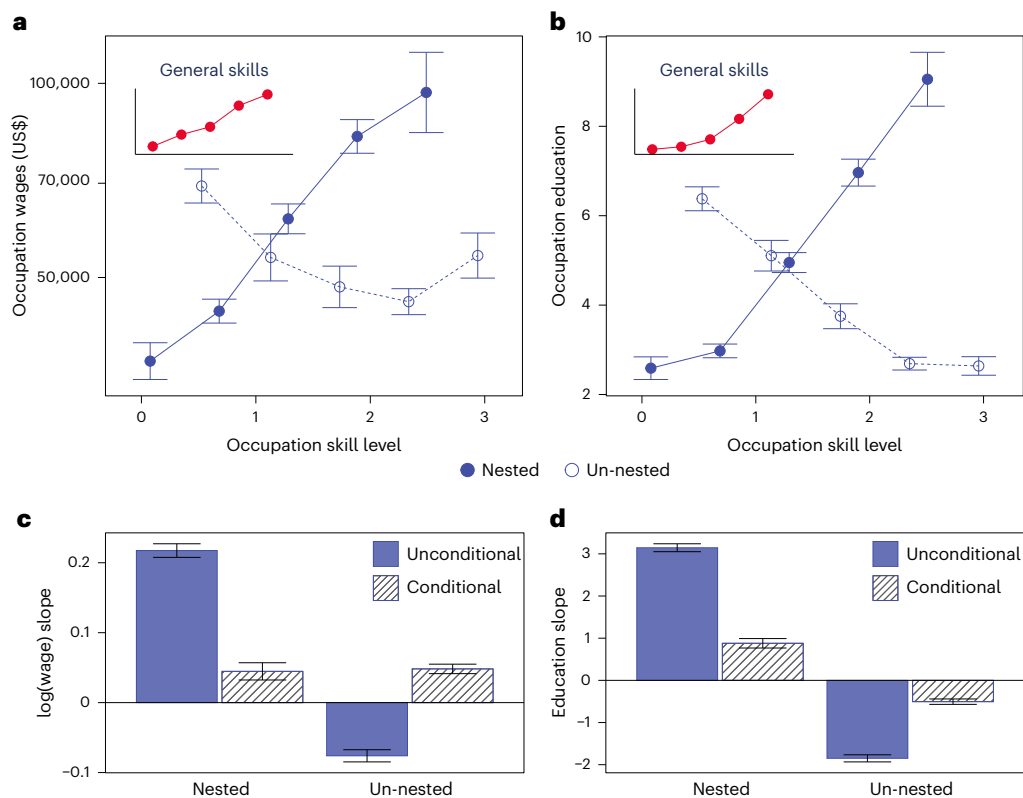 a
General skills
Occupation wages (US$)
100,000
70,000
50,000
0
1
2
3
Occupation skill level
b
General skills
Occupation education
10
8
6
4
2
0
1
2
3
Occupation skill level
Nested
Un-nested
c
Unconditional
Conditional
log(wage) slope
0.2
0.1
0
−0.1
Nested
Un-nested
d
Unconditional
Conditional
Education slope
3
2
1
0
−1
−2
Nested
Un-nested